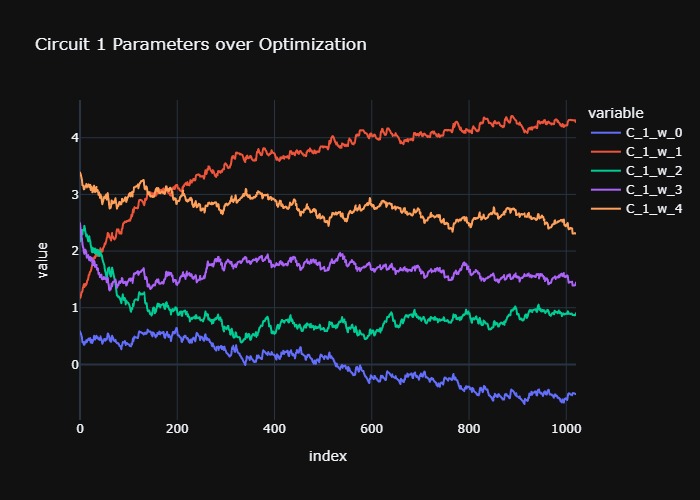 Circuit 1 Parameters over Optimization
variable
C_1_w_0
C_1_w_1
C_1_w_2
C_1_w_3
C_1_w_4
value
4
3
2
1
0
0 200 400 600 800 1000
index